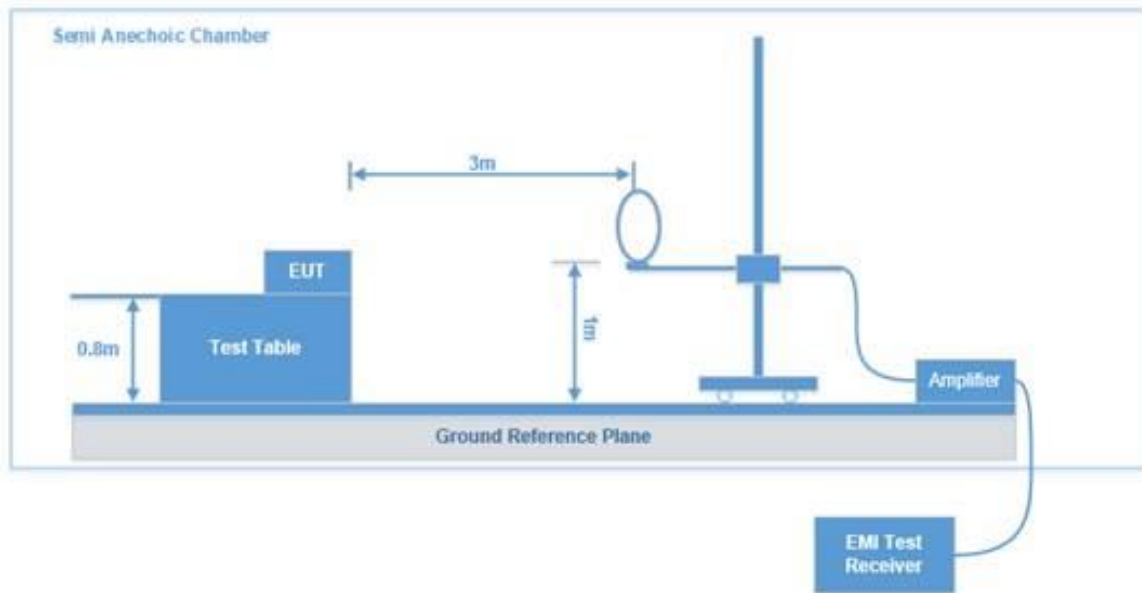 Semi Anechoic Chamber
3m
EUT
1m
0.8m
Test Table
Amplifier
Ground Reference Plane
EMI Test
Receiver